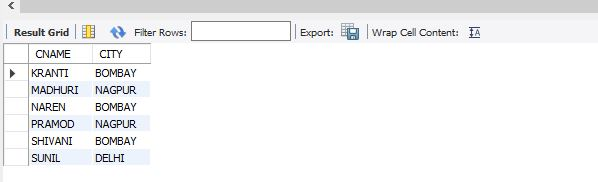 Result Grid Filter Rows: Export: Wrap Cell Content: IA
CNAME CITY
KRANTI BOMBAY
MADHURI NAGPUR
NAREN BOMBAY
PRAMOD NAGPUR
SHIVANI BOMBAY
SUNIL DELHI